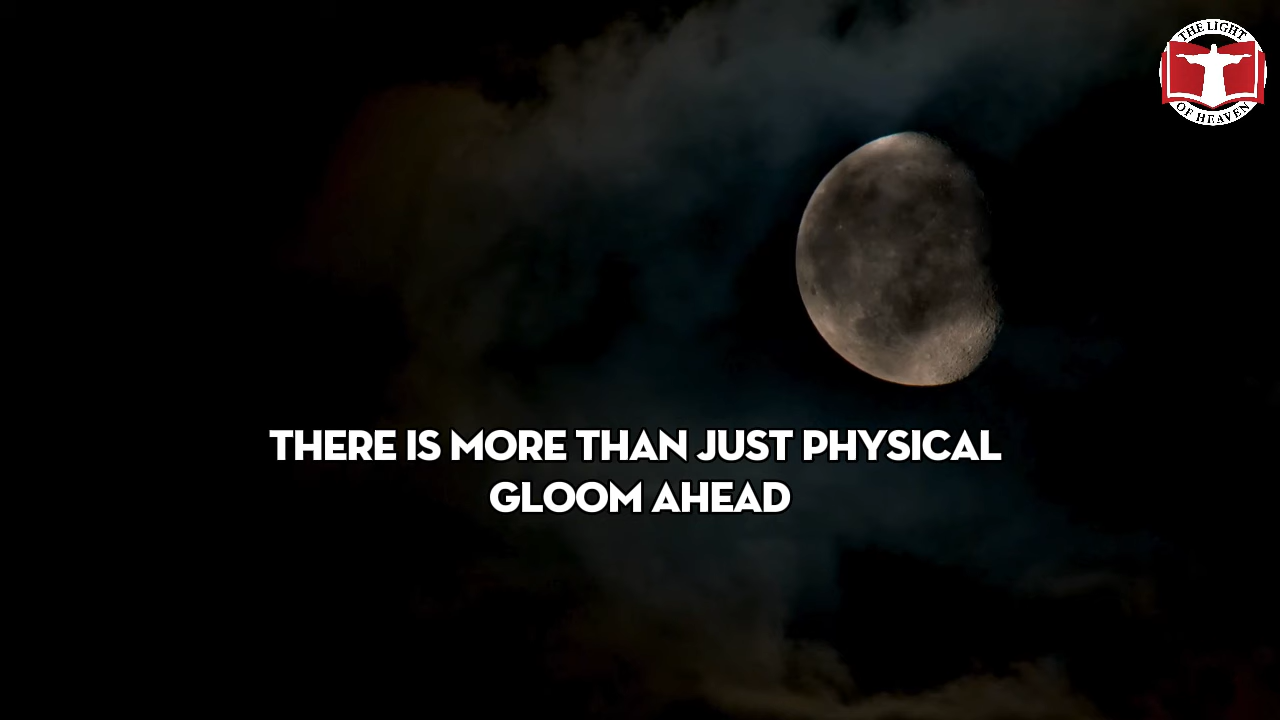 THE LIGHT
OF HEAVEN
THERE IS MORE THAN JUST PHYSICAL
GLOOM AHEAD